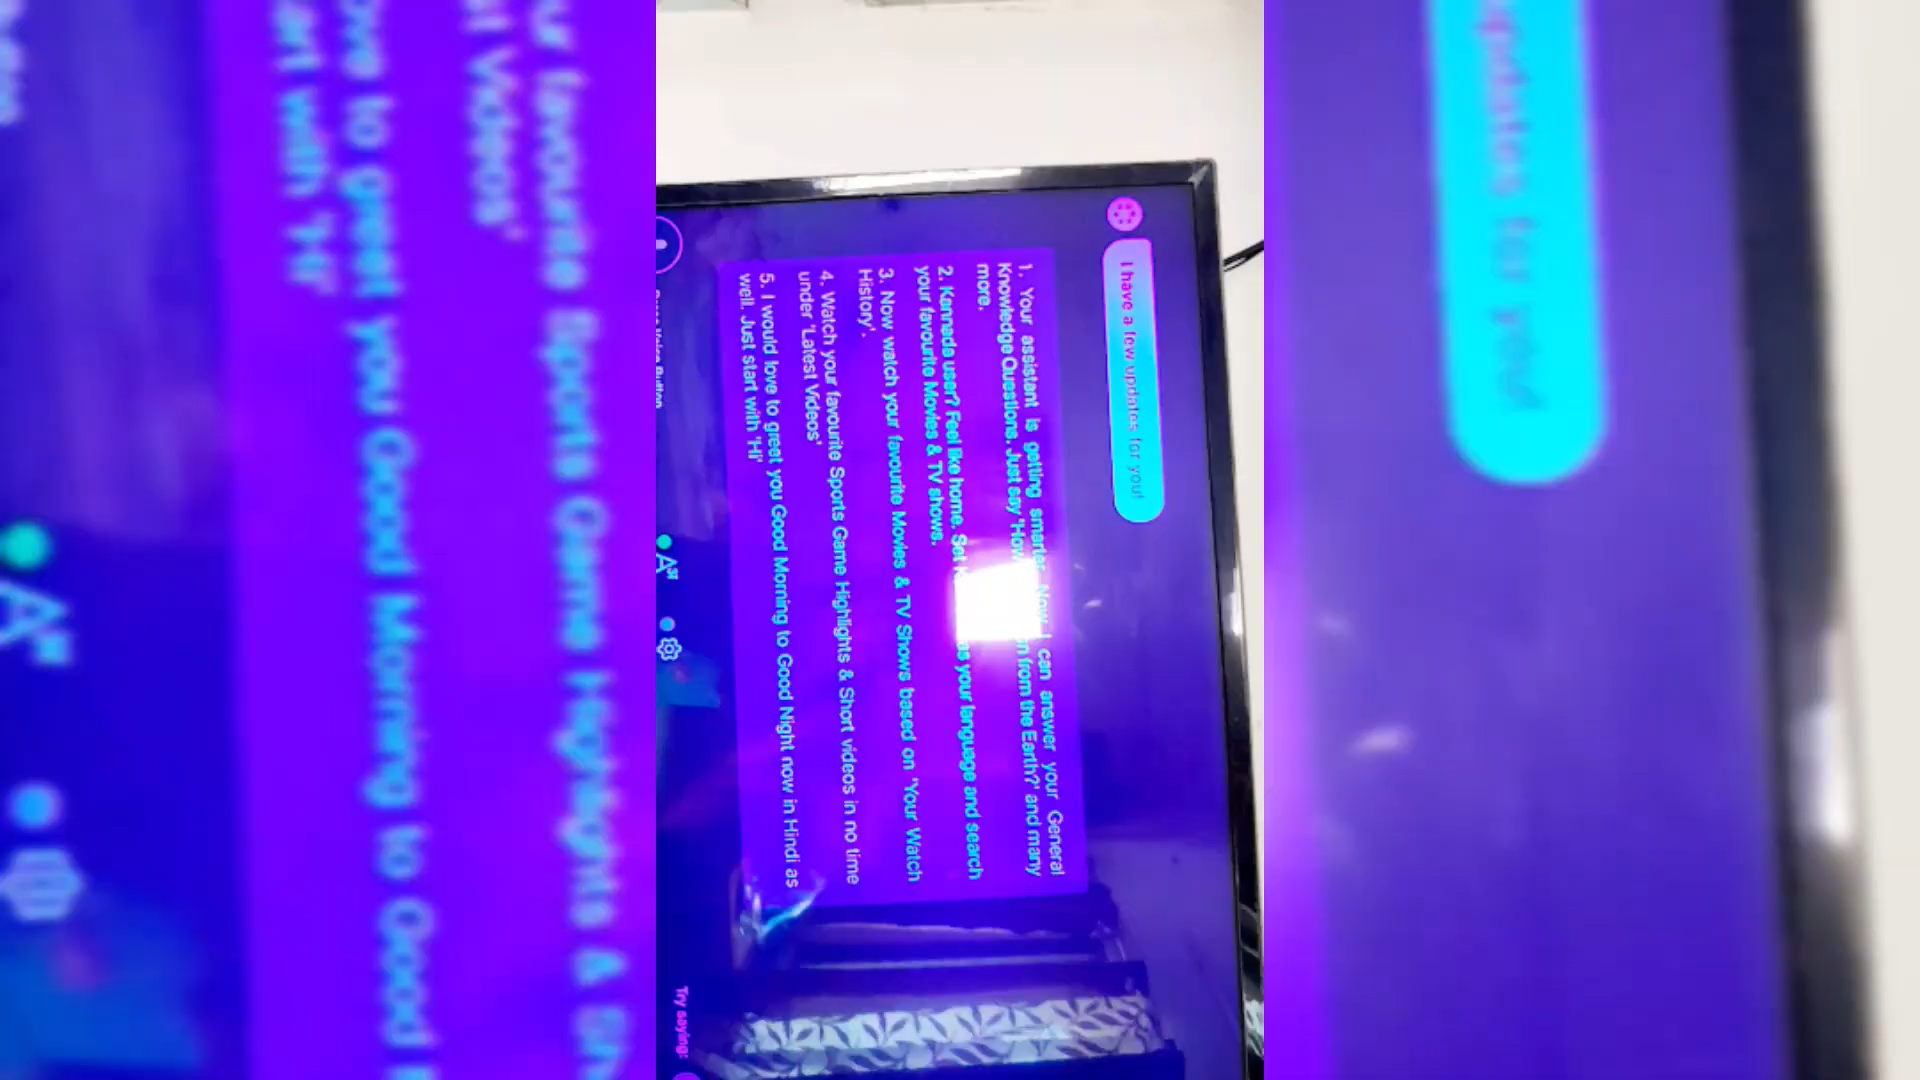 I have a few updates for you!
1. Your assistant is getting smarter. Now I can answer your General
Knowledge Questions. Just say 'How from the Earth?' and many
more.
2. Kannada user? Feel like home. Set as your language and search
your favourite Movies & TV shows.
3. Now watch your favourite Movies & TV Shows based on 'Your Watch
History'.
4. Watch your favourite Sports Game Highlights & Short videos in no time
under 'Latest Videos'
5. I would love to greet you Good Morning to Good Night now in Hindi as
well. Just start with 'Hi'
Try saying: